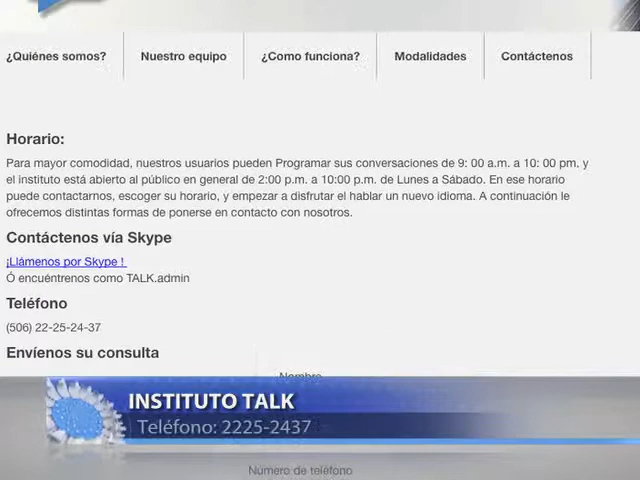 ¿Quiénes somos? Nuestro equipo ¿Como funciona? Modalidades Contáctenos
Horario:
Para mayor comodidad, nuestros usuarios pueden Programar sus conversaciones de 9: 00 a.m. a 10: 00 pm. y
el instituto está abierto al público en general de 2:00 p.m. a 10:00 p.m. de Lunes a Sábado. En ese horario
puede contactarnos, escoger su horario, y empezar a disfrutar el hablar un nuevo idioma. A continuación le
ofrecemos distintas formas de ponerse en contacto con nosotros.
Contáctenos vía Skype
¡Llámenos por Skype !
Ó encuéntrenos como TALK.admin
Teléfono
(506) 22-25-24-37
Envíenos su consulta
Nombre
INSTITUTO TALK
Teléfono: 2225-2437
Número de teléfono